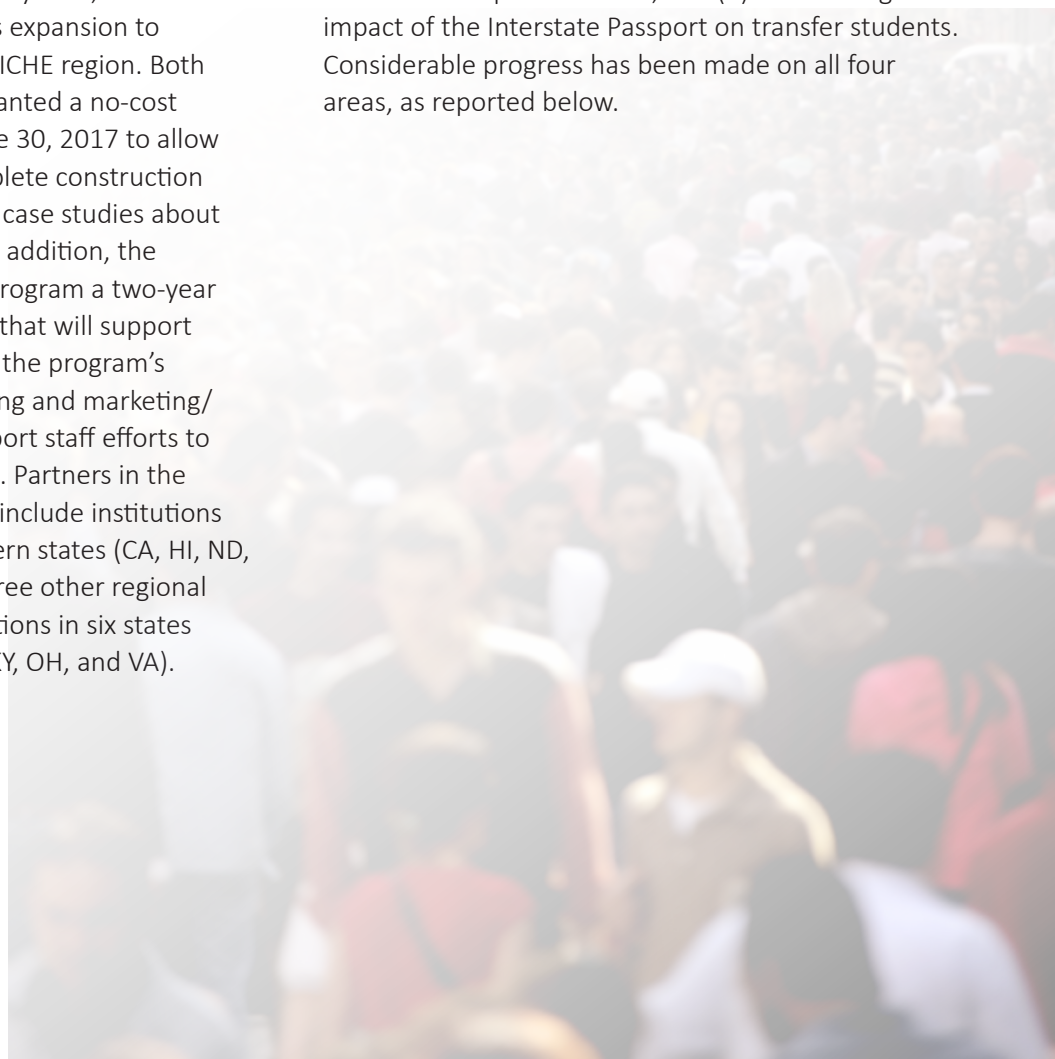 s expansion to
ICHE region. Both
anted a no-cost
e 30, 2017 to allow
plete construction
case studies about
addition, the
rogram a two-year
that will support
the program’s
ng and marketing/
port staff efforts to
. Partners in the
include institutions
ern states (CA, HI, ND,
ree other regional
tions in six states
KY, OH, and VA).
impact of the Interstate Passport on transfer students.
Considerable progress has been made on all four
areas, as reported below.